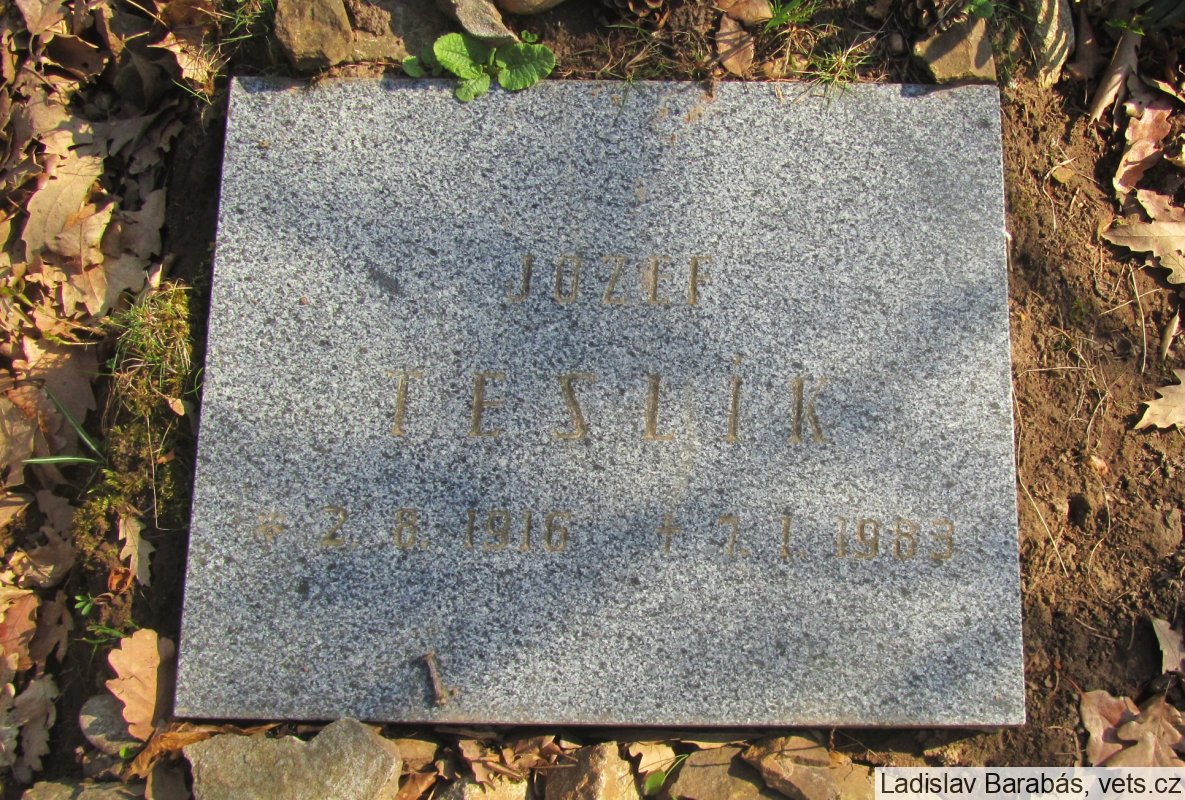 JOZEF
TESLÍK
* 2. 8. 1916 † 7. 1. 1983
Ladislav Barabás, vets.cz